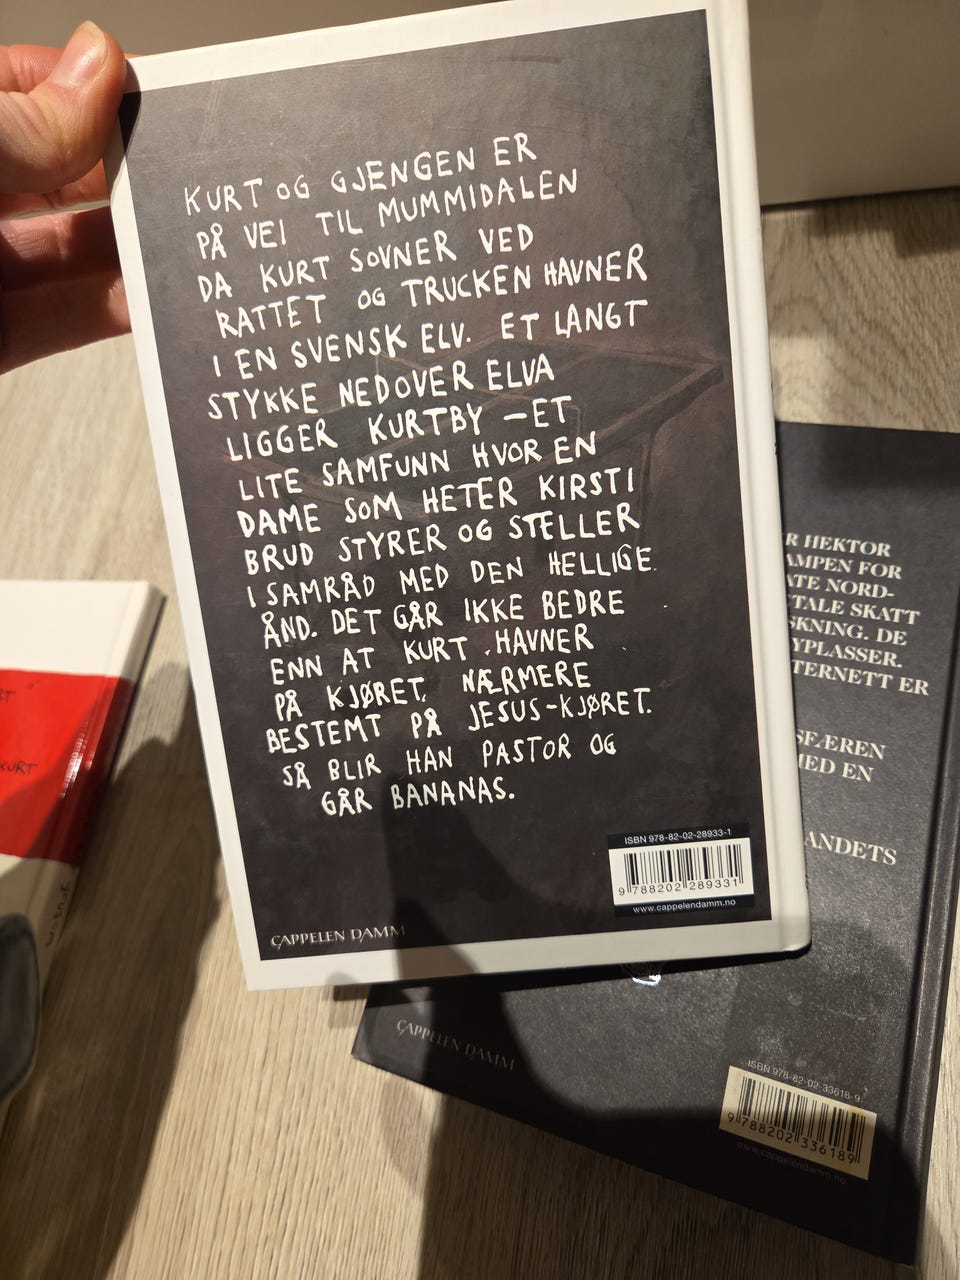 KURT OG GJENGEN ER
PÅ VEI TIL MUMMIDALEN
DA KURT SOVNER VED
RATTET OG TRUCKEN HAVNER
I EN SVENSK ELV. ET LANGT
STYKKE NEDOVER ELVA
LIGGER KURTBY – ET
LITE SAMFUNN HVOR EN
DAME SOM HETER KIRSTI
BRUD STYRER OG STELLER
I SAMRÅD MED DEN HELLIGE
ÅND. DET GÅR IKKE BEDRE
ENN AT KURT HAVNER
PÅ KJØRET, NÆRMERE
BESTEMT PÅ JESUS-KJØRET.
SÅ BLIR HAN PASTOR OG
GÅR BANANAS.
ISBN 978-82-02-28933-1
9 788202 289331
www.cappelendamm.no
CAPPELEN DAMM
R HEKTOR
AMPEN FOR
ATE NORD-
ETALE SKATT
SKNING. DE
YPLASSER.
TERNETT ER
SFÆREN
MED EN
ANDETS
CAPPELEN DAMM
ISBN 978-82-02-33618-9
9 788202 336189
www.cappelendamm.no
KURT